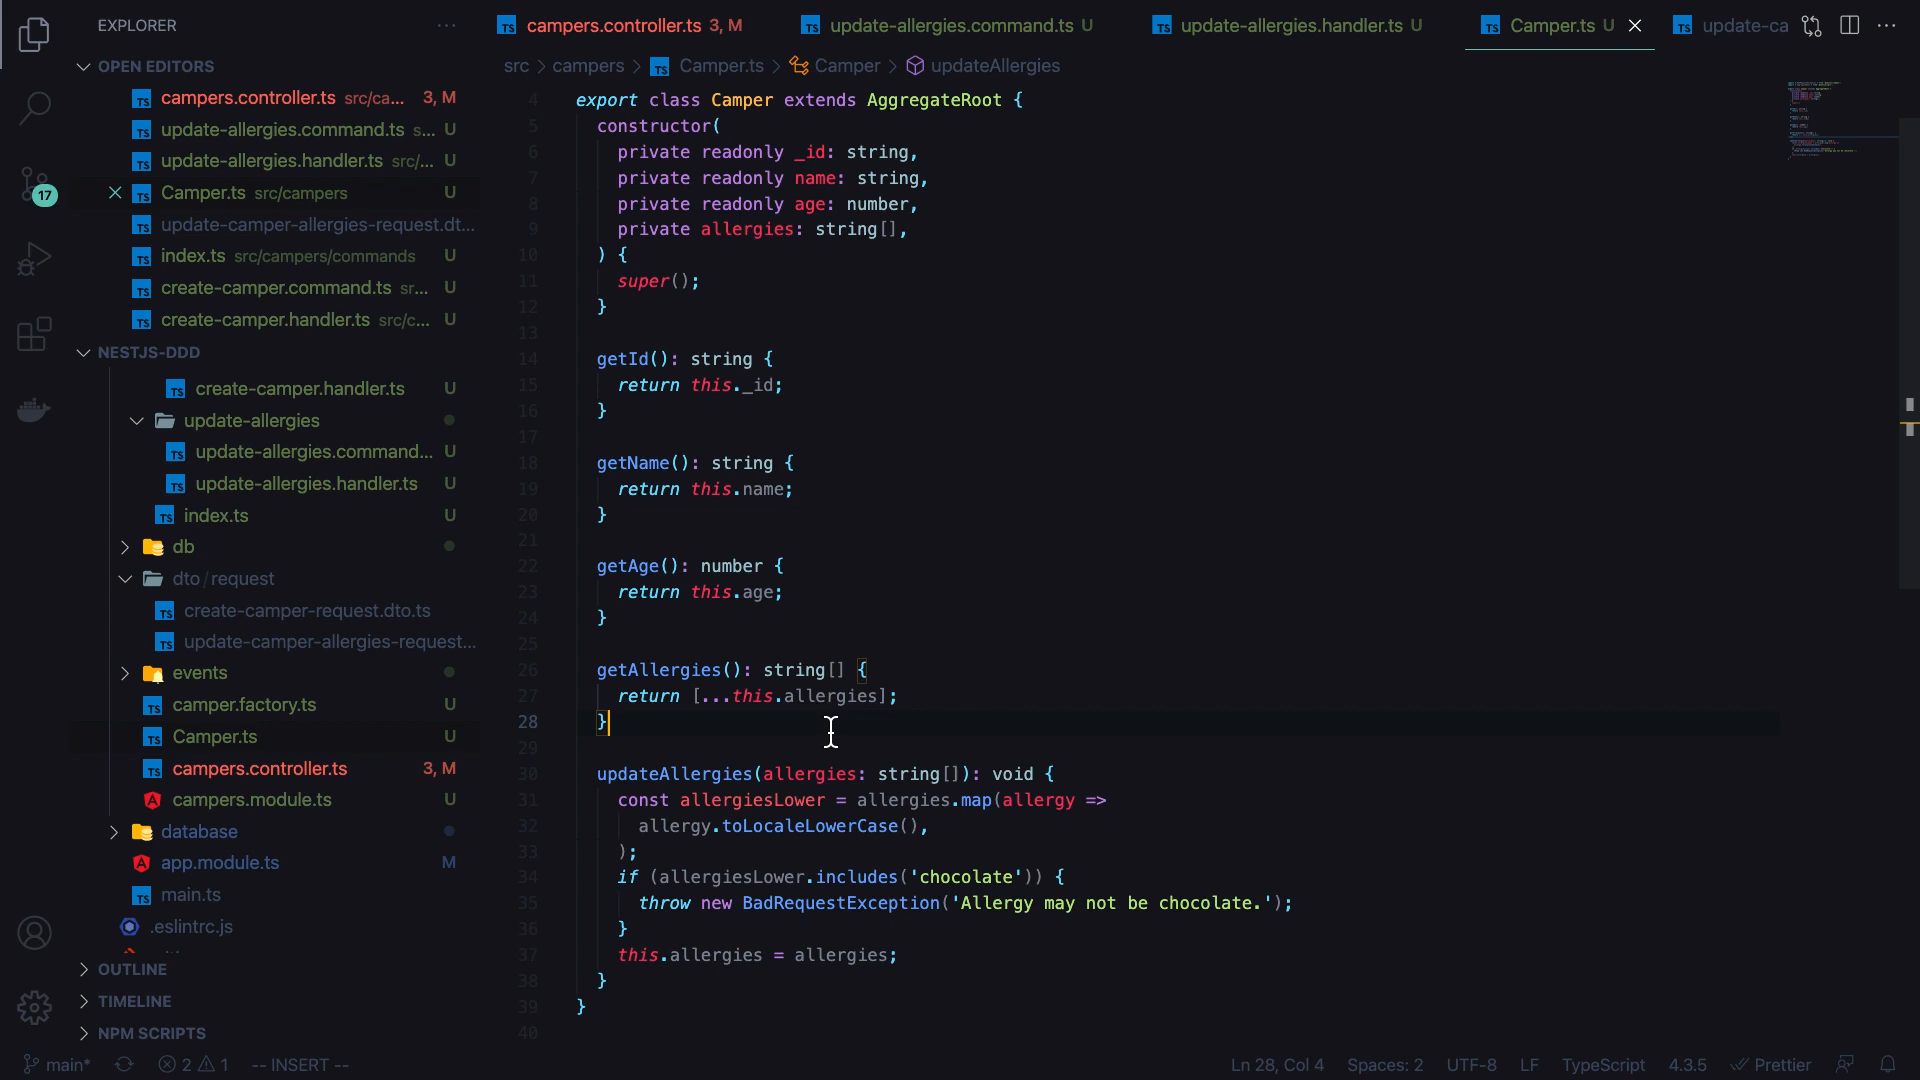 EXPLORER
campers.controller.ts 3, M
update-allergies.command.ts U
update-allergies.handler.ts U
Camper.ts U
update-ca
OPEN EDITORS
campers.controller.ts src/ca... 3, M
update-allergies.command.ts s... U
update-allergies.handler.ts src/... U
Camper.ts src/campers U
update-camper-allergies-request.dt...
index.ts src/campers/commands U
create-camper.command.ts sr... U
create-camper.handler.ts src/c... U
NESTJS-DDD
create-camper.handler.ts U
update-allergies
update-allergies.command... U
update-allergies.handler.ts U
index.ts U
db
dto / request
create-camper-request.dto.ts
update-camper-allergies-request...
events
camper.factory.ts U
Camper.ts U
campers.controller.ts 3, M
campers.module.ts U
database
app.module.ts M
main.ts
.eslintrc.js
OUTLINE
TIMELINE
NPM SCRIPTS
17
src > campers > Camper.ts > Camper > updateAllergies
4 export class Camper extends AggregateRoot {
5 constructor(
6 private readonly _id: string,
7 private readonly name: string,
8 private readonly age: number,
9 private allergies: string[],
10 ) {
11 super();
12 }
13
14 getId(): string {
15 return this._id;
16 }
17
18 getName(): string {
19 return this.name;
20 }
21
22 getAge(): number {
23 return this.age;
24 }
25
26 getAllergies(): string[] {
27 return [...this.allergies];
28 }
29
30 updateAllergies(allergies: string[]): void {
31 const allergiesLower = allergies.map(allergy =>
32 allergy.toLocaleLowerCase(),
33 );
34 if (allergiesLower.includes('chocolate')) {
35 throw new BadRequestException('Allergy may not be chocolate.');
36 }
37 this.allergies = allergies;
38 }
39 }
40
main* 2 1 -- INSERT -- Ln 28, Col 4 Spaces: 2 UTF-8 LF TypeScript 4.3.5 Prettier